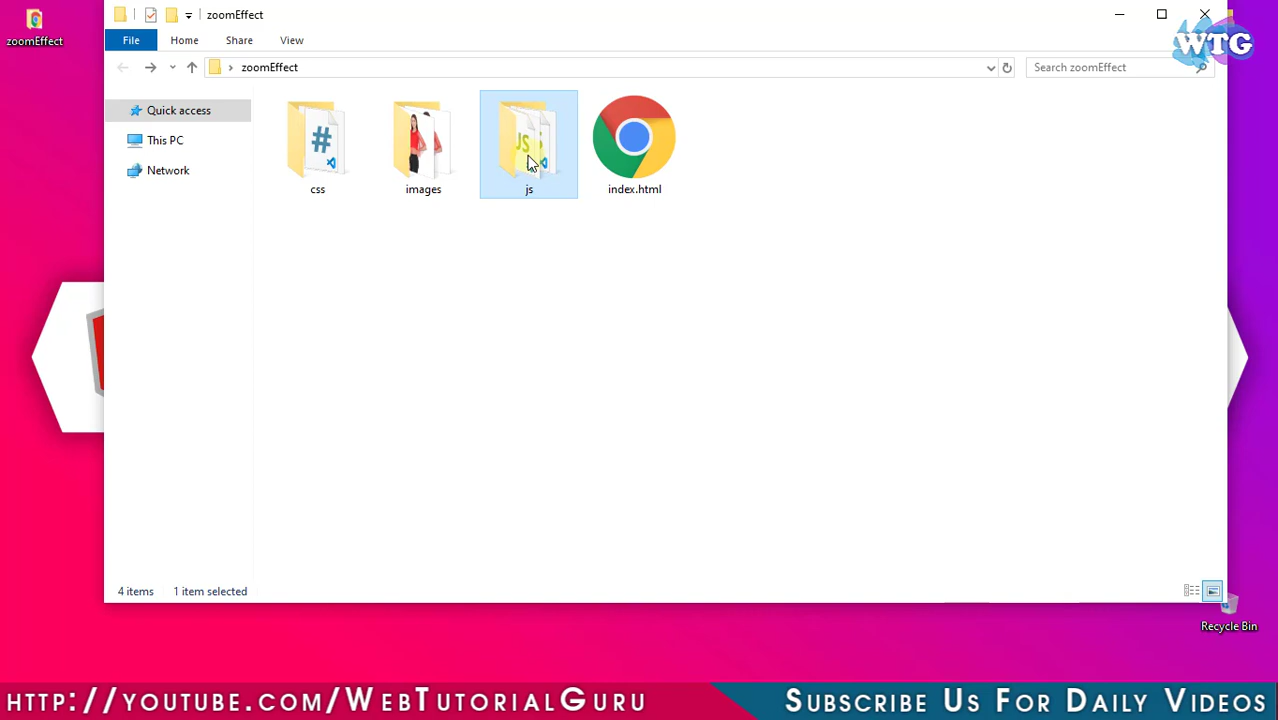 zoomEffect
zoomEffect
WTG
File Home Share View
zoomEffect
Search zoomEffect
Quick access
This PC
Network
#
JS
css
images
js
index.html
4 items 1 item selected
Recycle Bin
HTTP://YOUTUBE.COM/WEBTUTORIALGURU
SUBSCRIBE US FOR DAILY VIDEOS